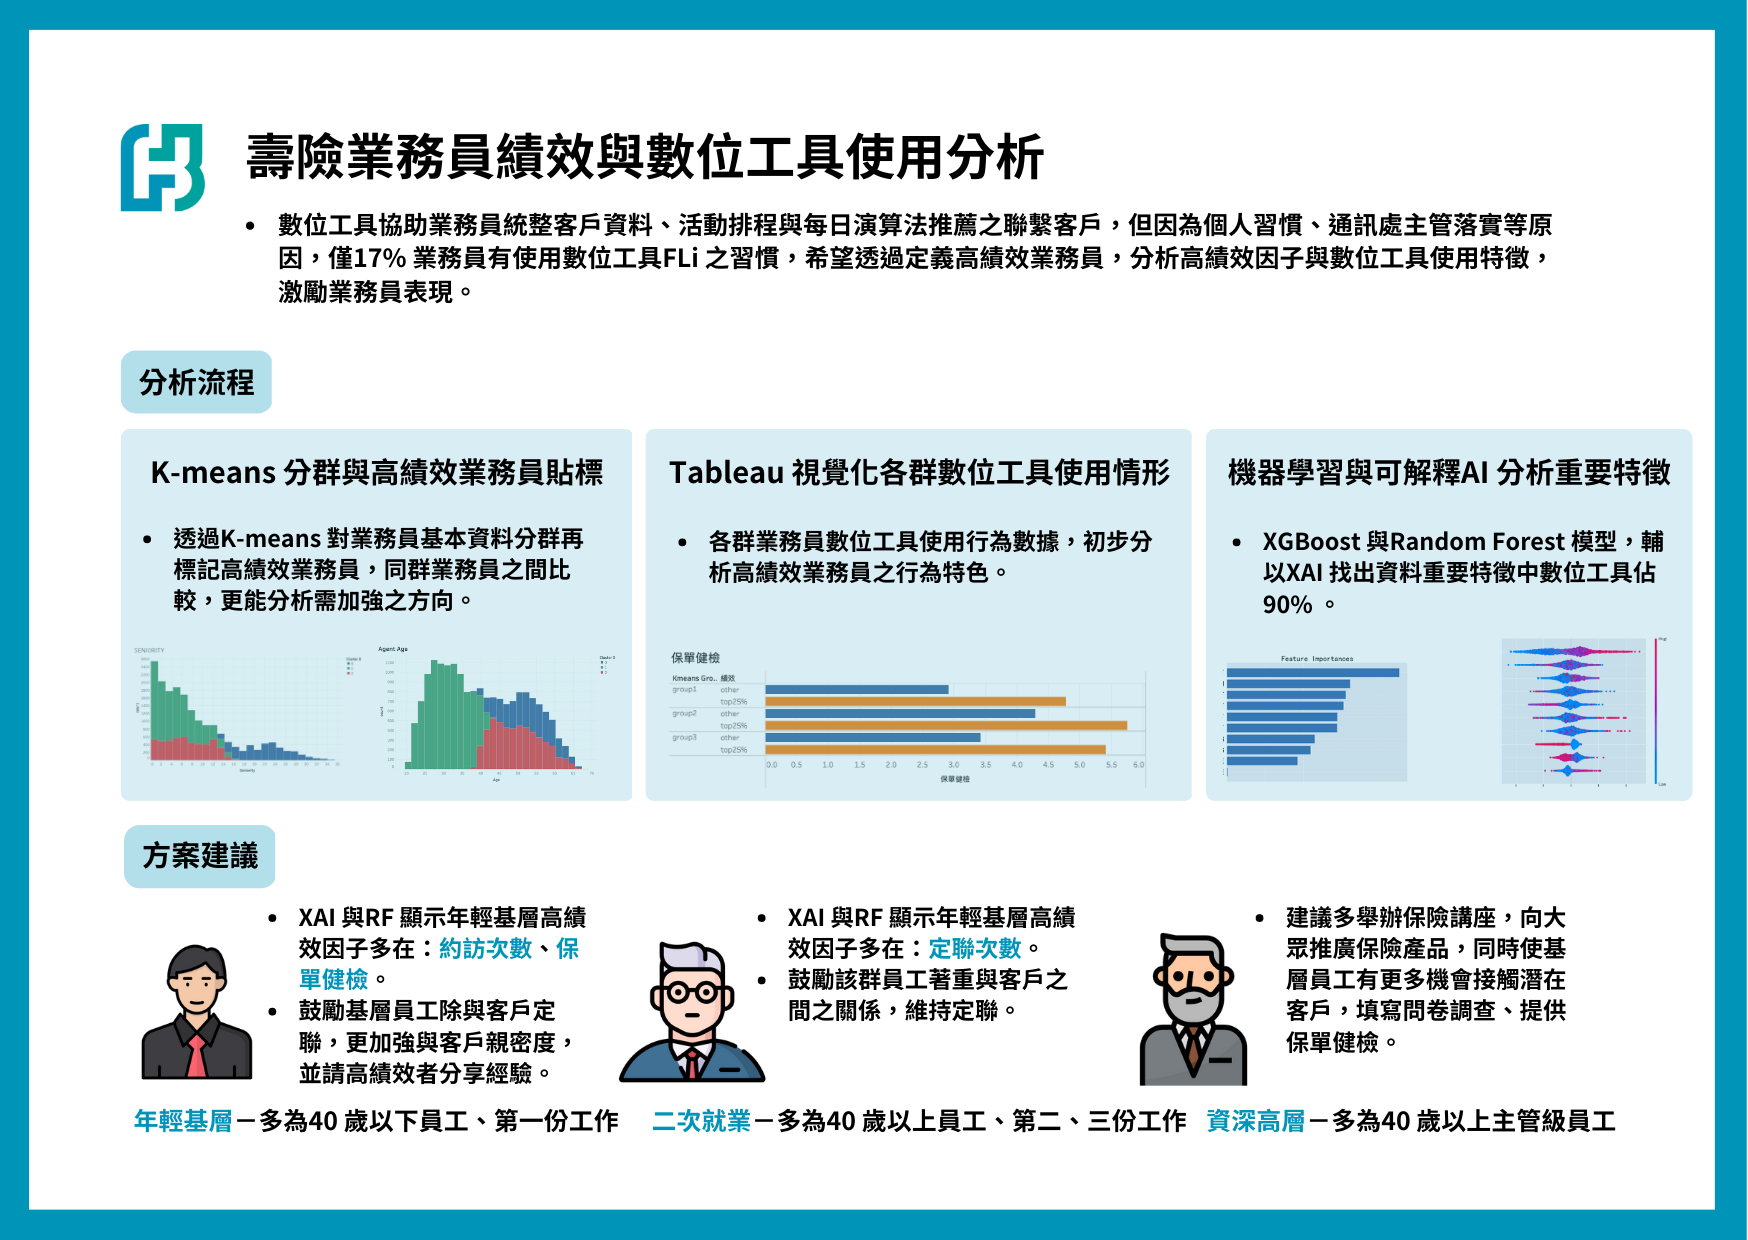 壽險業務員績效與數位工具使用分析
• 數位工具協助業務員統整客戶資料、活動排程與每日演算法推薦之聯繫客戶，但因為個人習慣、通訊處主管落實等原
因，僅17% 業務員有使用數位工具FLi 之習慣，希望透過定義高績效業務員，分析高績效因子與數位工具使用特徵，
激勵業務員表現。
分析流程
K-means 分群與高績效業務員貼標
• 透過K-means 對業務員基本資料分群再
標記高績效業務員，同群業務員之間比
較，更能分析需加強之方向。
SENIORITY
Agent Age
Age
Tableau 視覺化各群數位工具使用情形
• 各群業務員數位工具使用行為數據，初步分
析高績效業務員之行為特色。
保單健檢
Kmeans Gro.. 績效
group1 other
top25%
group2 other
top25%
group3 other
top25%
0.0 0.5 1.0 1.5 2.0 2.5 3.0 3.5 4.0 4.5 5.0 5.5 6.0
保單健檢
機器學習與可解釋AI 分析重要特徵
• XGBoost 與Random Forest 模型，輔
以XAI 找出資料重要特徵中數位工具佔
90% 。
Feature Importances
High
Low
方案建議
• XAI 與RF 顯示年輕基層高績
效因子多在：約訪次數、保
單健檢。
• 鼓勵基層員工除與客戶定
聯，更加強與客戶親密度，
並請高績效者分享經驗。
年輕基層－多為40 歲以下員工、第一份工作
• XAI 與RF 顯示年輕基層高績
效因子多在：定聯次數。
• 鼓勵該群員工著重與客戶之
間之關係，維持定聯。
二次就業－多為40 歲以上員工、第二、三份工作
• 建議多舉辦保險講座，向大
眾推廣保險產品，同時使基
層員工有更多機會接觸潛在
客戶，填寫問卷調查、提供
保單健檢。
資深高層－多為40 歲以上主管級員工